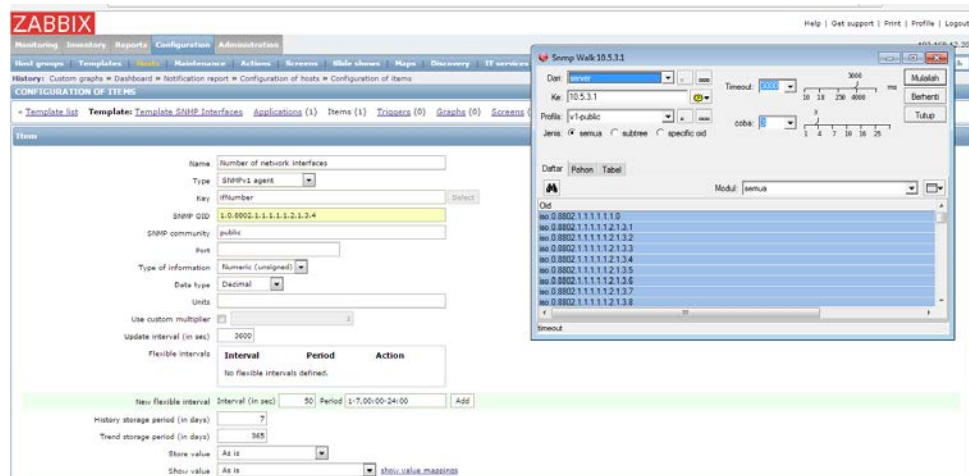 ZABBIX
Help | Get support | Print | Profile | Logout
Monitoring Inventory Reports Configuration Administration
Host groups | Templates | Hosts | Maintenance | Actions | Screens | Slide shows | Maps | Discovery | IT services
History: Custom graphs » Dashboard » Notification report » Configuration of hosts » Configuration of items
CONFIGURATION OF ITEMS
« Template list Template: Template SNMP Interfaces Applications (1) Items (1) Triggers (0) Graphs (0) Screens
Item
Name Number of network interfaces
Type SNMPv1 agent
Key ifNumber Select
SNMP OID 1.0.8802.1.1.1.1.1.2.1.3.4
SNMP community public
Port
Type of information Numeric (unsigned)
Data type Decimal
Units
Use custom multiplier 1
Update interval (in sec) 3600
Flexible intervals Interval Period Action
No flexible intervals defined.
New flexible interval Interval (in sec) 50 Period 1-7,00:00-24:00 Add
History storage period (in days) 7
Trend storage period (in days) 365
Store value As is
Show value As is show value mappings
Snmp Walk 10.5.3.1
Dari: server Timeout: 3000 3000 ms Mulailah
10 18 250 4000
Ke: 10.5.3.1 Berhenti
Profile: v1-public coba: 3 3 Tutup
1 4 7 10 16 25
Jenis: semua subtree specific oid
Daftar Pohon Tabel
Modul: semua
Oid
iso.0.8802.1.1.1.1.1.1.0
iso.0.8802.1.1.1.1.1.2.1.3.1
iso.0.8802.1.1.1.1.1.2.1.3.2
iso.0.8802.1.1.1.1.1.2.1.3.3
iso.0.8802.1.1.1.1.1.2.1.3.4
iso.0.8802.1.1.1.1.1.2.1.3.5
iso.0.8802.1.1.1.1.1.2.1.3.6
iso.0.8802.1.1.1.1.1.2.1.3.7
iso.0.8802.1.1.1.1.1.2.1.3.8
timeout